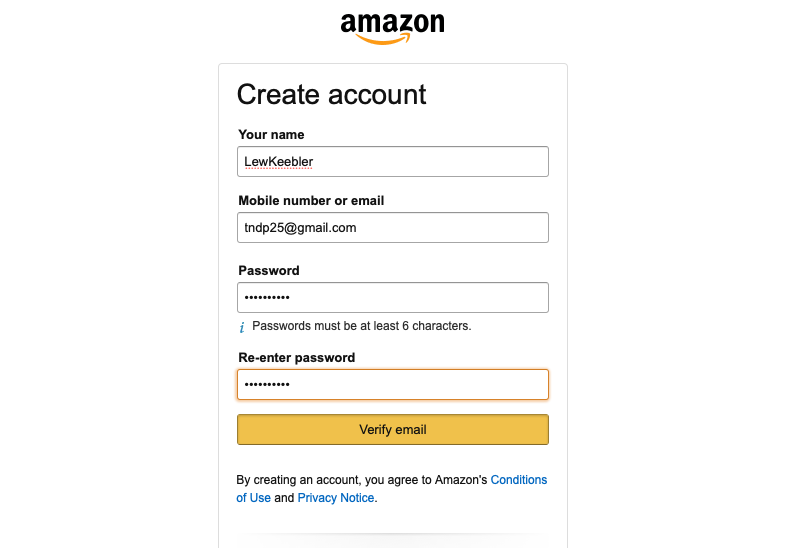 amazon
Create account
Your name
LewKeebler
Mobile number or email
tndp25@gmail.com
Password
••••••••••
i Passwords must be at least 6 characters.
Re-enter password
••••••••••
Verify email
By creating an account, you agree to Amazon's Conditions
of Use and Privacy Notice.